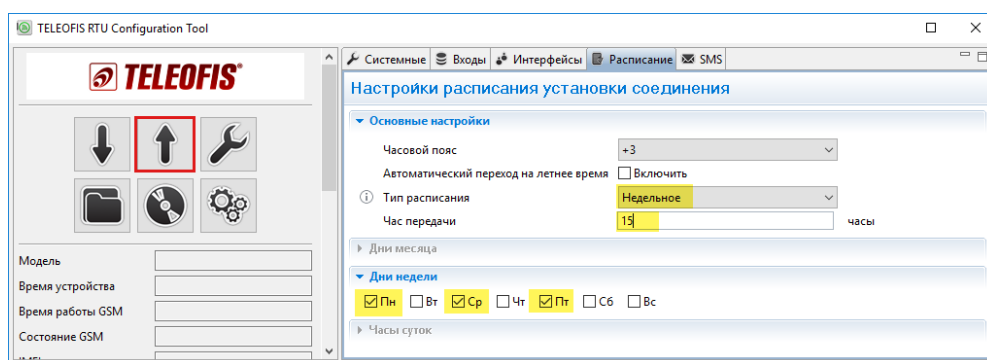 TELEOFIS RTU Configuration Tool
TELEOFIS®
Модель
Время устройства
Время работы GSM
Состояние GSM
Системные Входы Интерфейсы Расписание SMS
Настройки расписания установки соединения
Основные настройки
Часовой пояс +3
Автоматический переход на летнее время Включить
Тип расписания Недельное
Час передачи 15 часы
Дни месяца
Дни недели
Пн Вт Ср Чт Пт Сб Вс
Часы суток